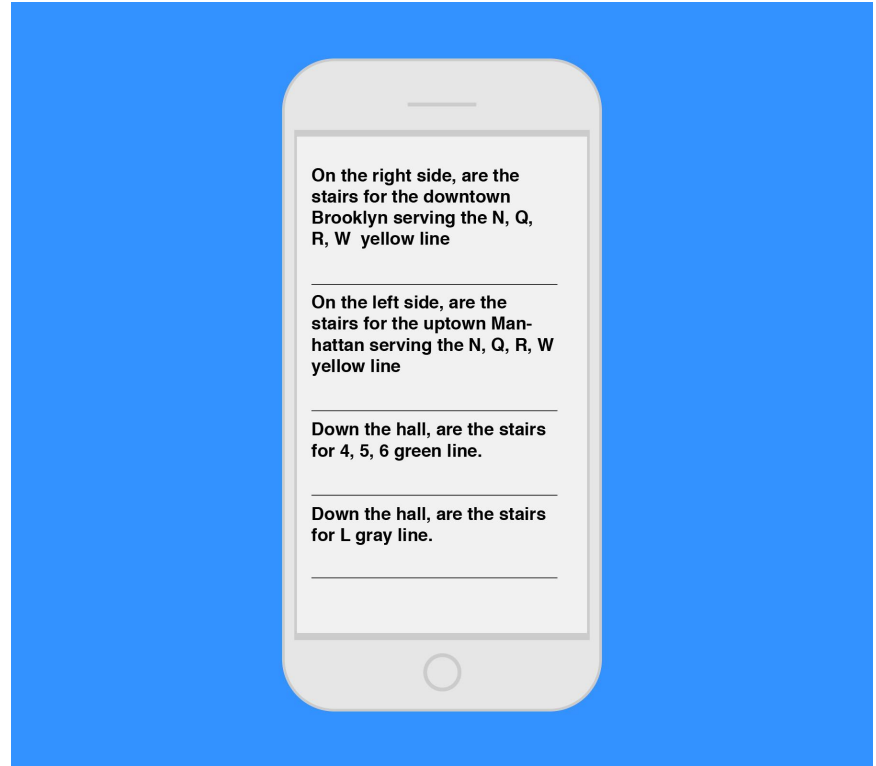 On the right side, are the
stairs for the downtown
Brooklyn serving the N, Q,
R, W  yellow line
On the left side, are the
stairs for the uptown Man-
hattan serving the N, Q, R, W
yellow line
Down the hall, are the stairs
for 4, 5, 6 green line.
Down the hall, are the stairs
for L gray line.